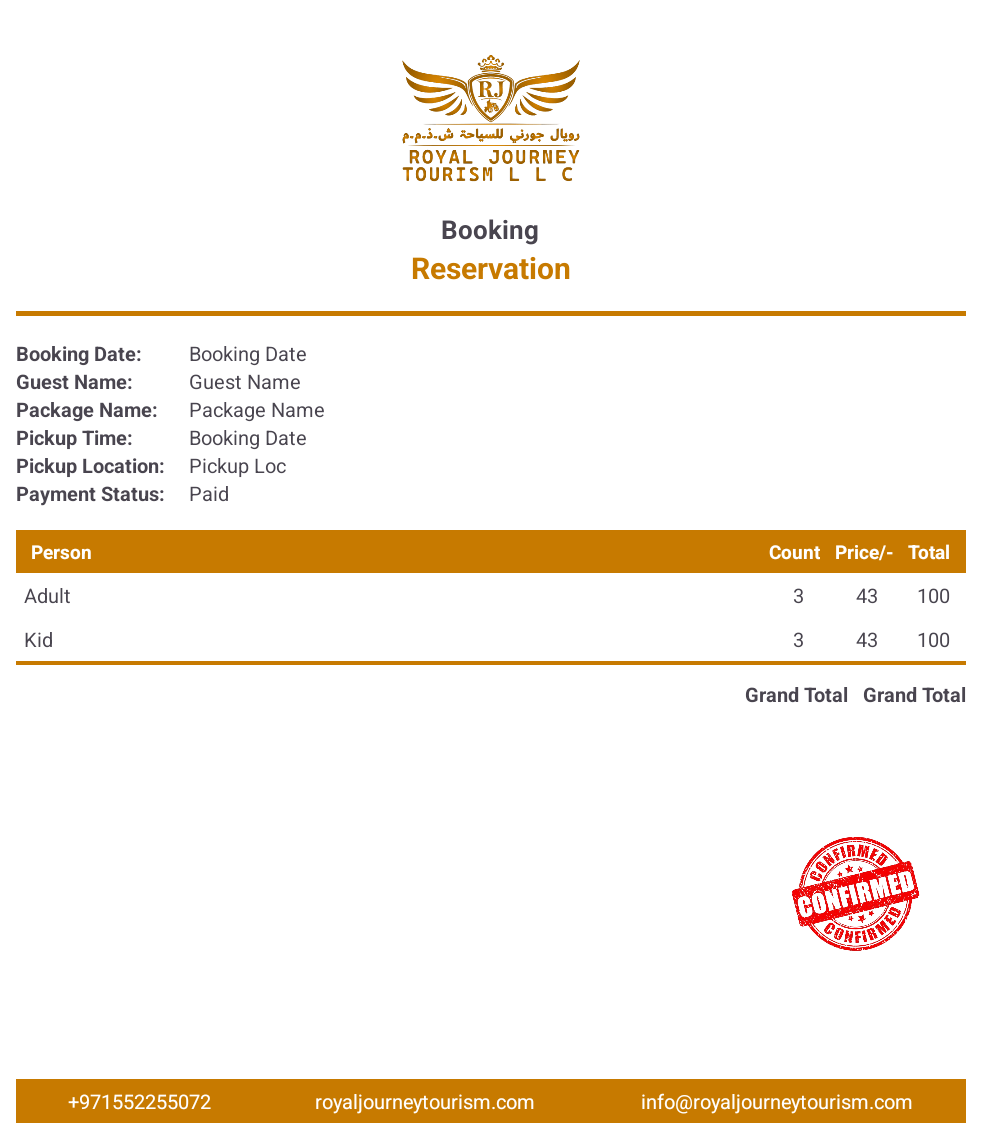 RJ
رويال جورني للسياحة ش.ذ.م.م
ROYAL JOURNEY
TOURISM L L C
Booking
Reservation
Booking Date: Booking Date
Guest Name: Guest Name
Package Name: Package Name
Pickup Time: Booking Date
Pickup Location: Pickup Loc
Payment Status: Paid
Person Count Price/- Total
Adult 3 43 100
Kid 3 43 100
Grand Total Grand Total
CONFIRMED
CONFIRMED
CONFIRMED
+971552255072 royaljourneytourism.com info@royaljourneytourism.com